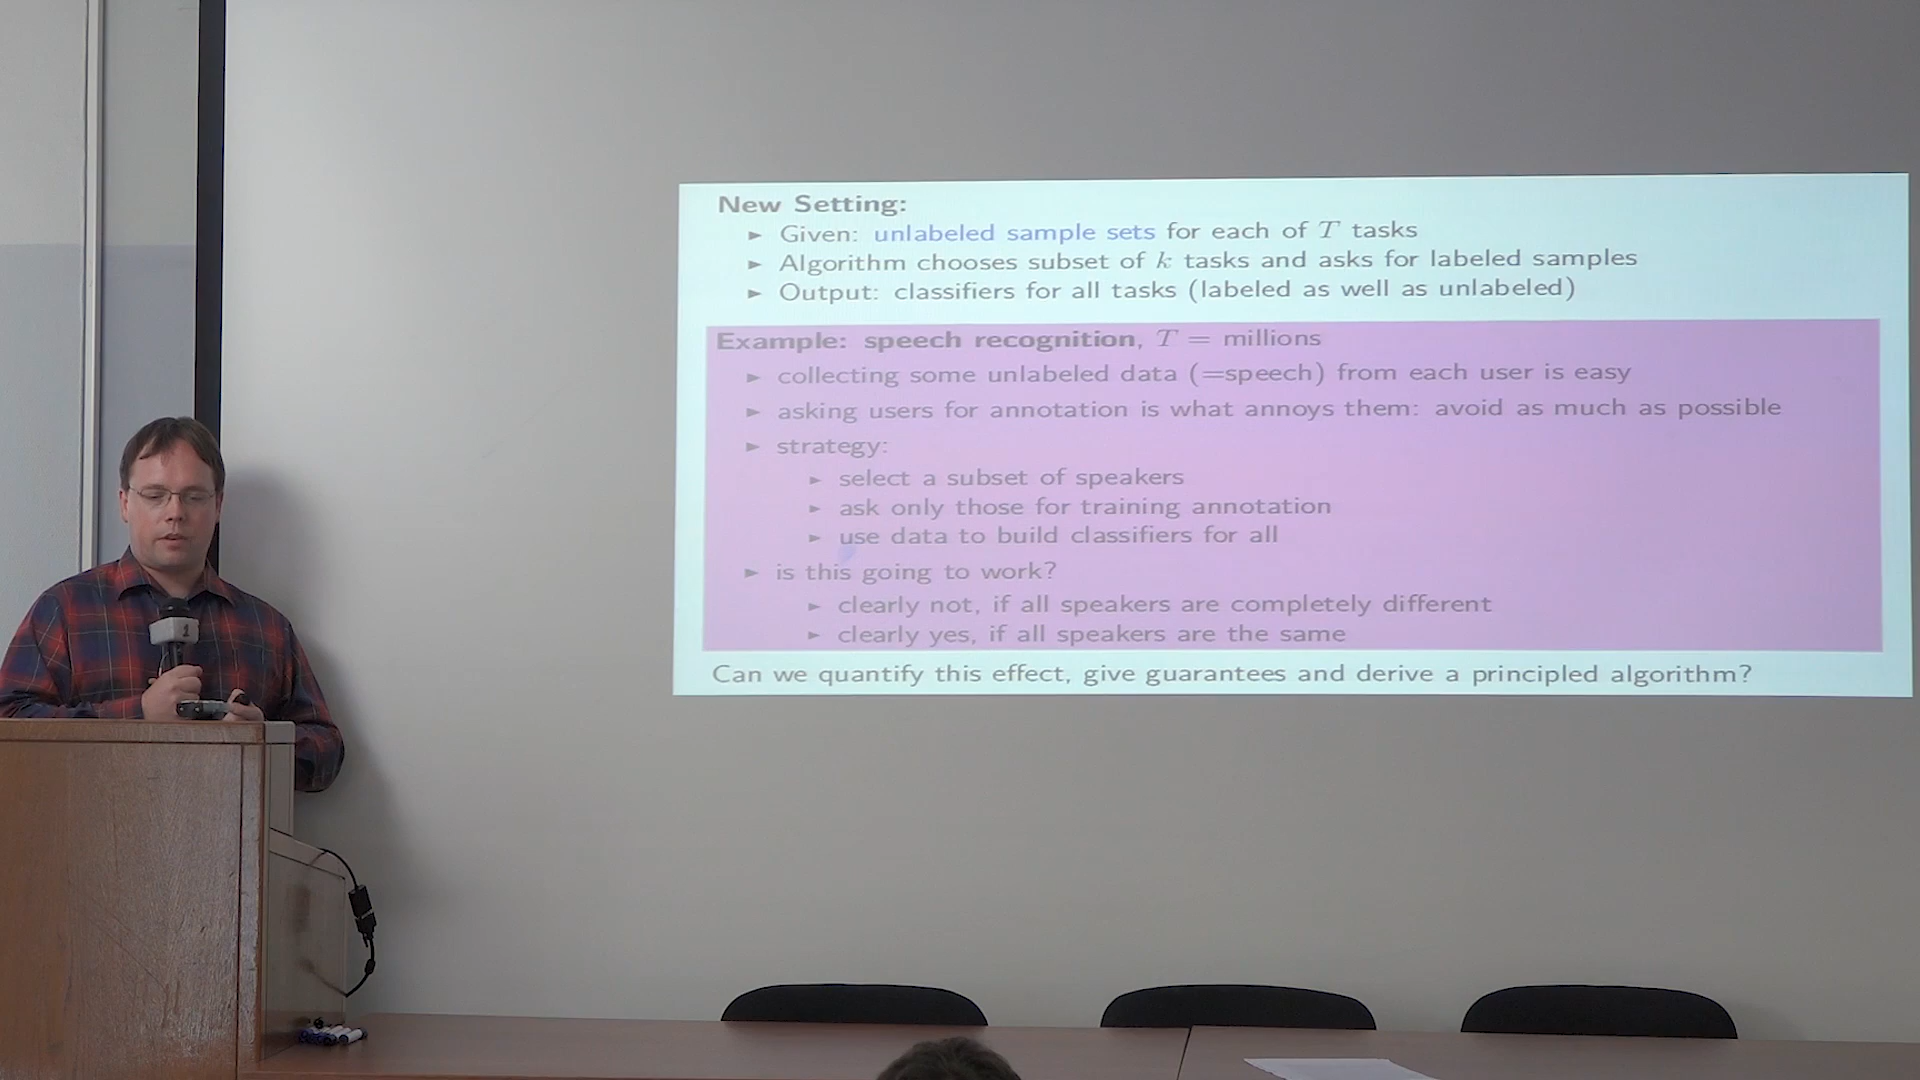 New Setting:
► Given: unlabeled sample sets for each of T tasks
► Algorithm chooses subset of k tasks and asks for labeled samples
► Output: classifiers for all tasks (labeled as well as unlabeled)
Example: speech recognition, T = millions
► collecting some unlabeled data (=speech) from each user is easy
► asking users for annotation is what annoys them: avoid as much as possible
► strategy:
► select a subset of speakers
► ask only those for training annotation
► use data to build classifiers for all
► is this going to work?
► clearly not, if all speakers are completely different
► clearly yes, if all speakers are the same
Can we quantify this effect, give guarantees and derive a principled algorithm?
1